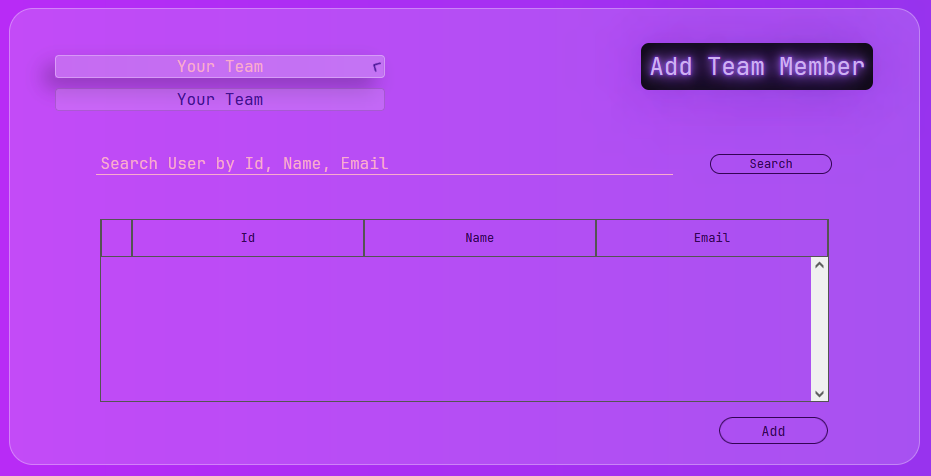 Your Team
Add Team Member
Your Team
Search User by Id, Name, Email
Search
Id
Name
Email
Add